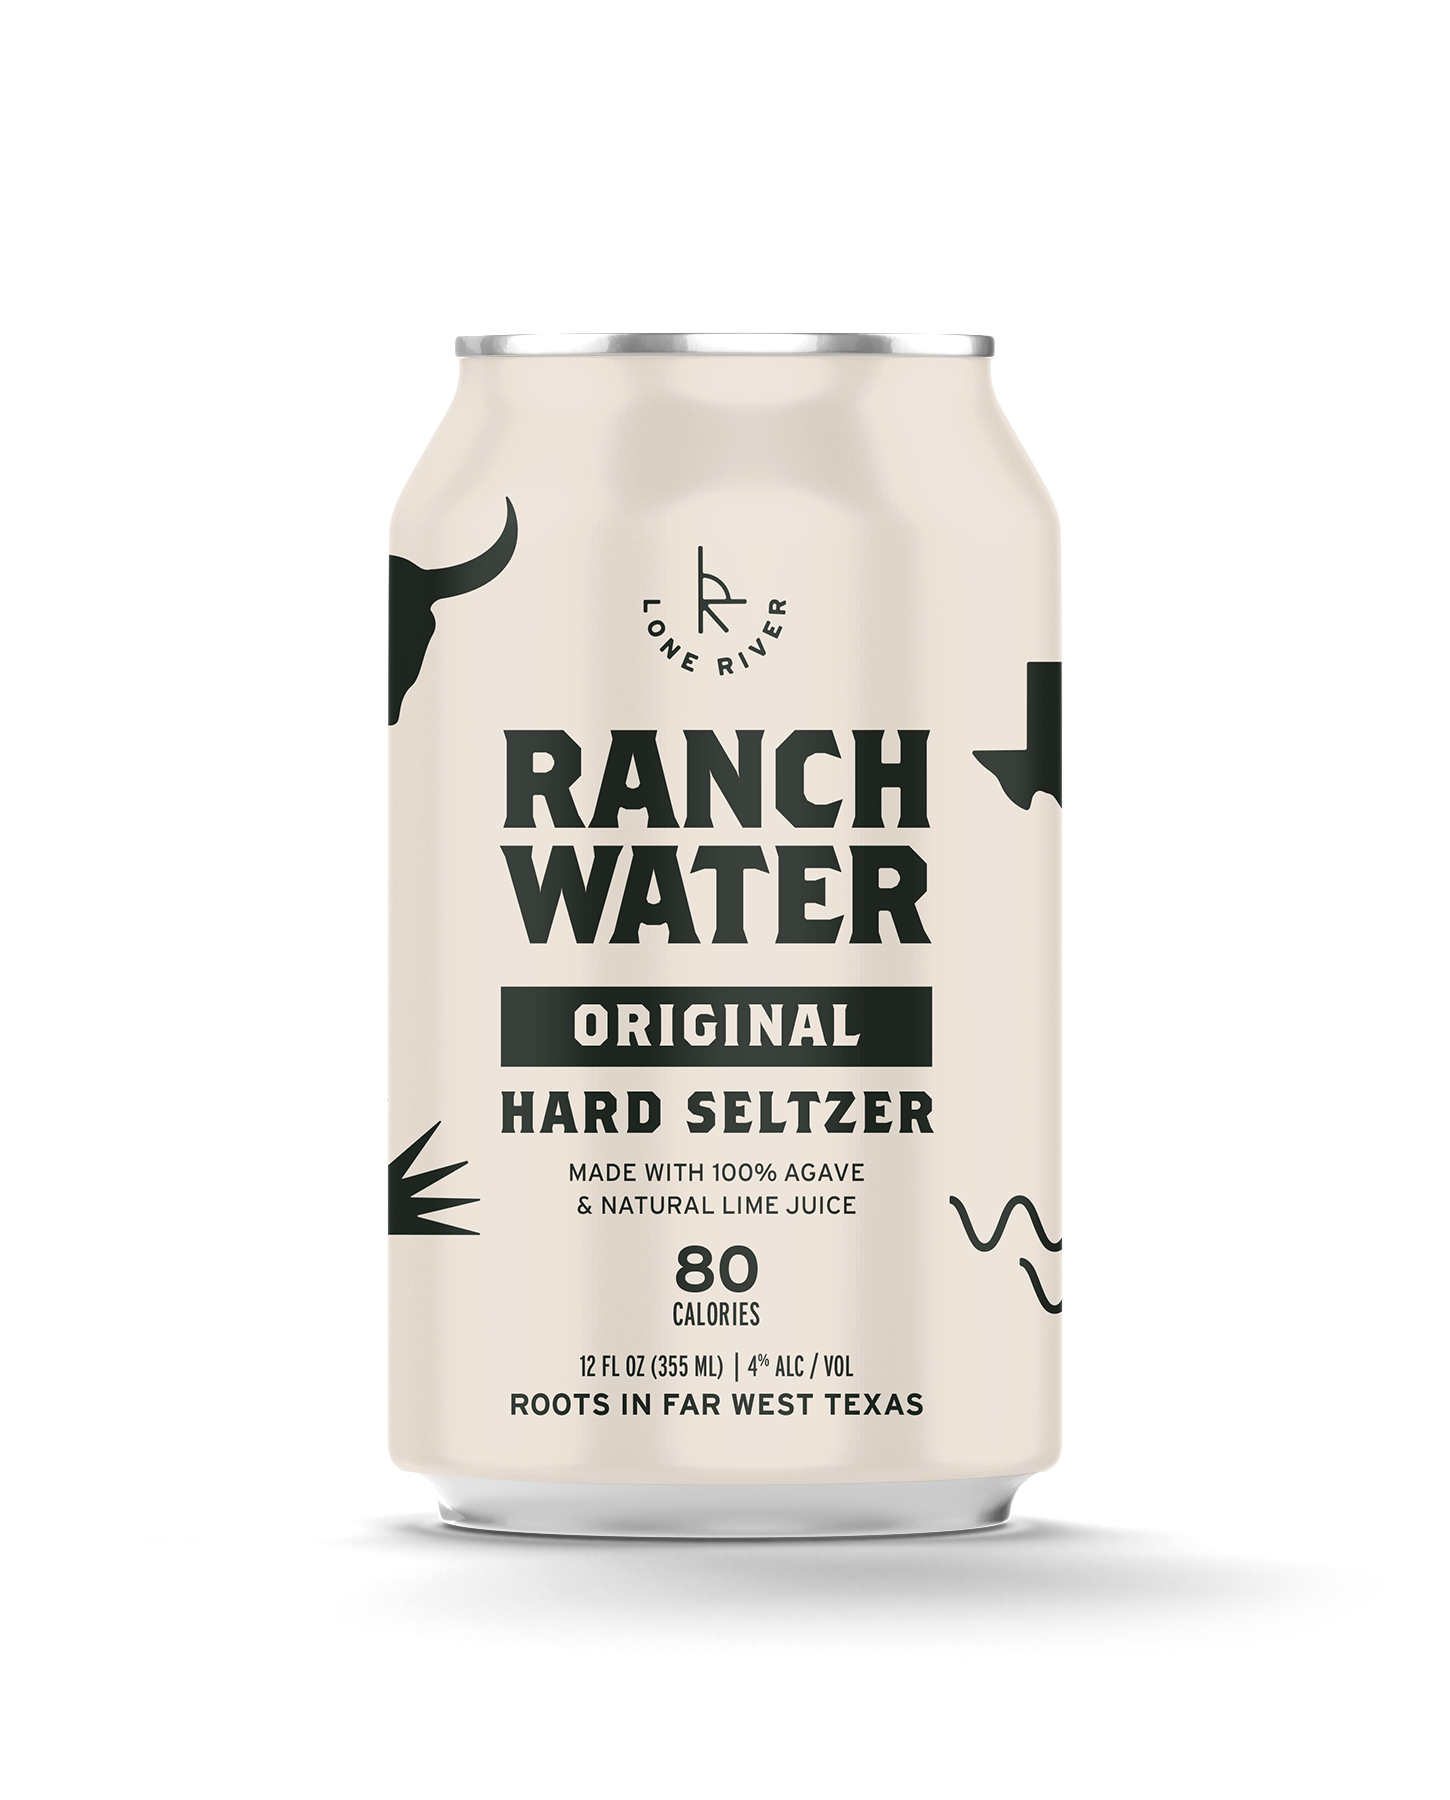 LONE RIVER
RANCH
WATER
ORIGINAL
HARD SELTZER
MADE WITH 100% AGAVE
& NATURAL LIME JUICE
80
CALORIES
12 FL OZ (355 ML) | 4% ALC / VOL
ROOTS IN FAR WEST TEXAS